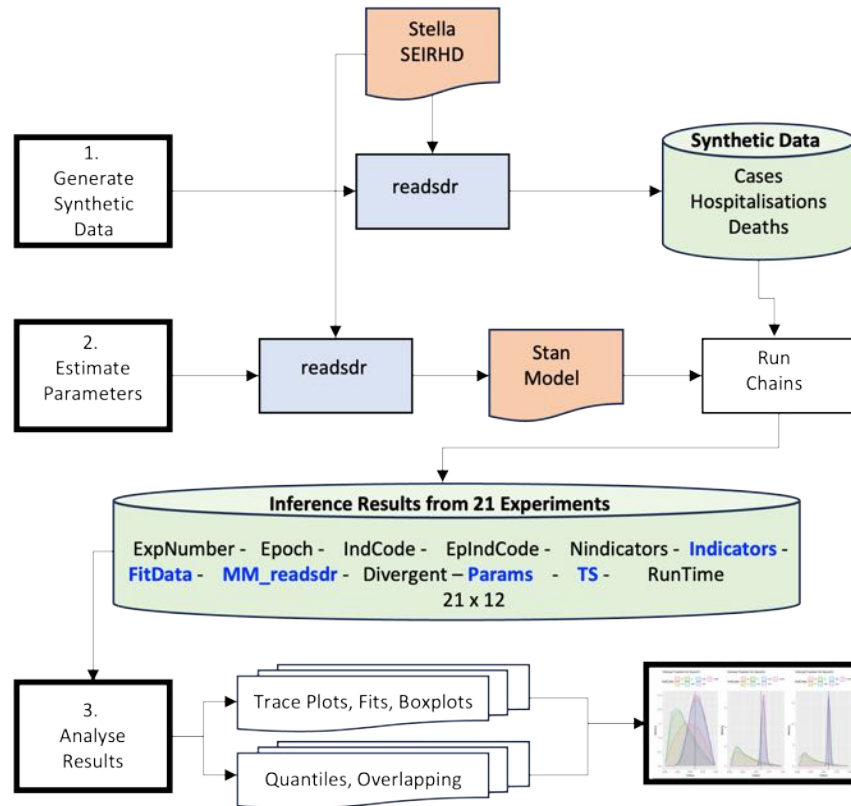 Stella
SEIRHD
1.
Generate
Synthetic
Data
readsdr
Synthetic Data
Cases
Hospitalisations
Deaths
2.
Estimate
Parameters
readsdr
Stan
Model
Run
Chains
Inference Results from 21 Experiments
ExpNumber - Epoch - IndCode - EpIndCode - Nindicators - Indicators -
FitData - MM_readsdr - Divergent – Params - TS - RunTime
21 x 12
3.
Analyse
Results
Trace Plots, Fits, Boxplots
Quantiles, Overlapping